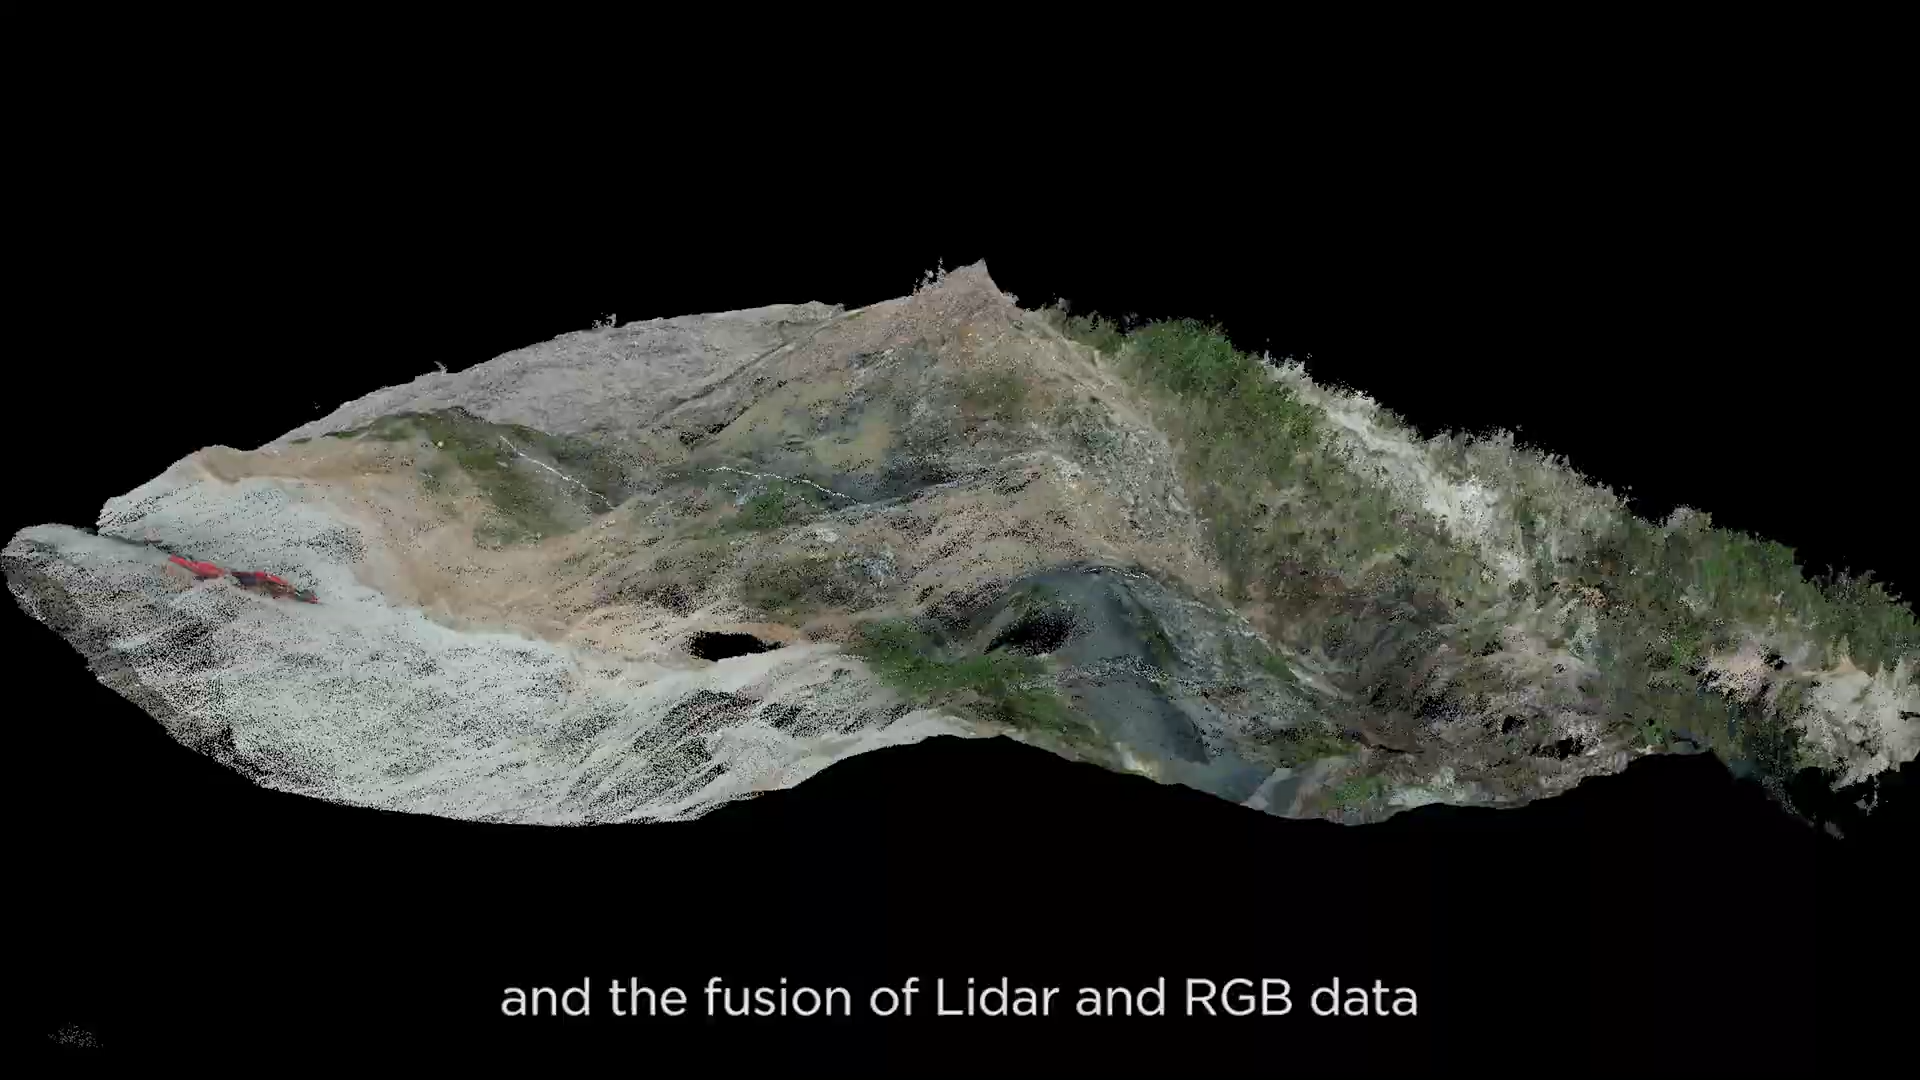 and the fusion of Lidar and RGB data